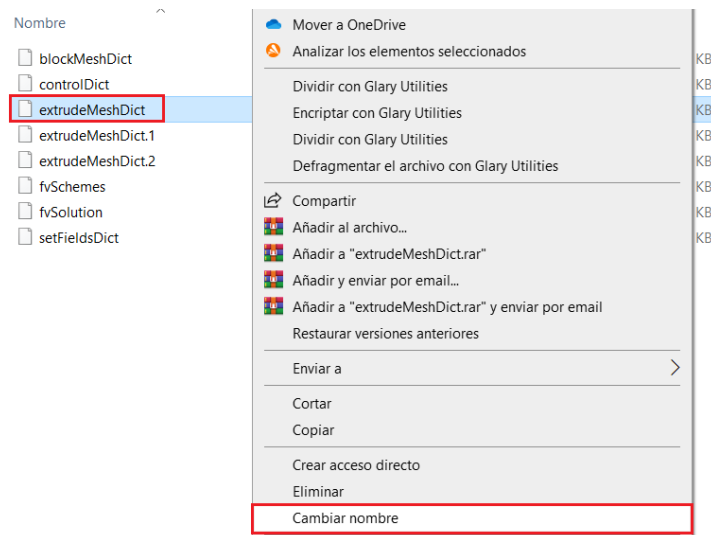 Nombre
blockMeshDict
controlDict
extrudeMeshDict
extrudeMeshDict.1
extrudeMeshDict.2
fvSchemes
fvSolution
setFieldsDict
Mover a OneDrive
Analizar los elementos seleccionados
Dividir con Glary Utilities
Encriptar con Glary Utilities
Dividir con Glary Utilities
Defragmentar el archivo con Glary Utilities
Compartir
Añadir al archivo...
Añadir a "extrudeMeshDict.rar"
Añadir y enviar por email...
Añadir a "extrudeMeshDict.rar" y enviar por email
Restaurar versiones anteriores
Enviar a
Cortar
Copiar
Crear acceso directo
Eliminar
Cambiar nombre
KB
KB
KB
KB
KB
KB
KB
KB